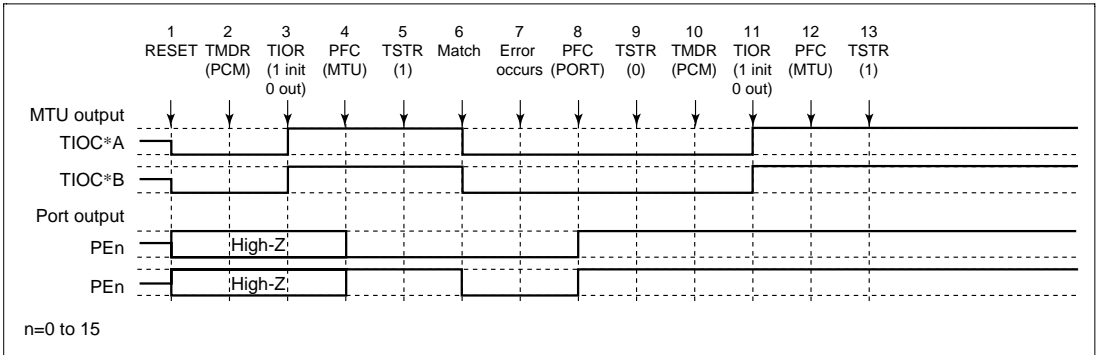 1 2 3 4 5 6 7 8 9 10 11 12 13
RESET TMDR TIOR PFC TSTR Match Error PFC TSTR TMDR TIOR PFC TSTR
(PCM) (1 init (MTU) (1) occurs (PORT) (0) (PCM) (1 init (MTU) (1)
0 out) 0 out)
MTU output
TIOC*A
TIOC*B
Port output
PEn High-Z
PEn High-Z
n=0 to 15